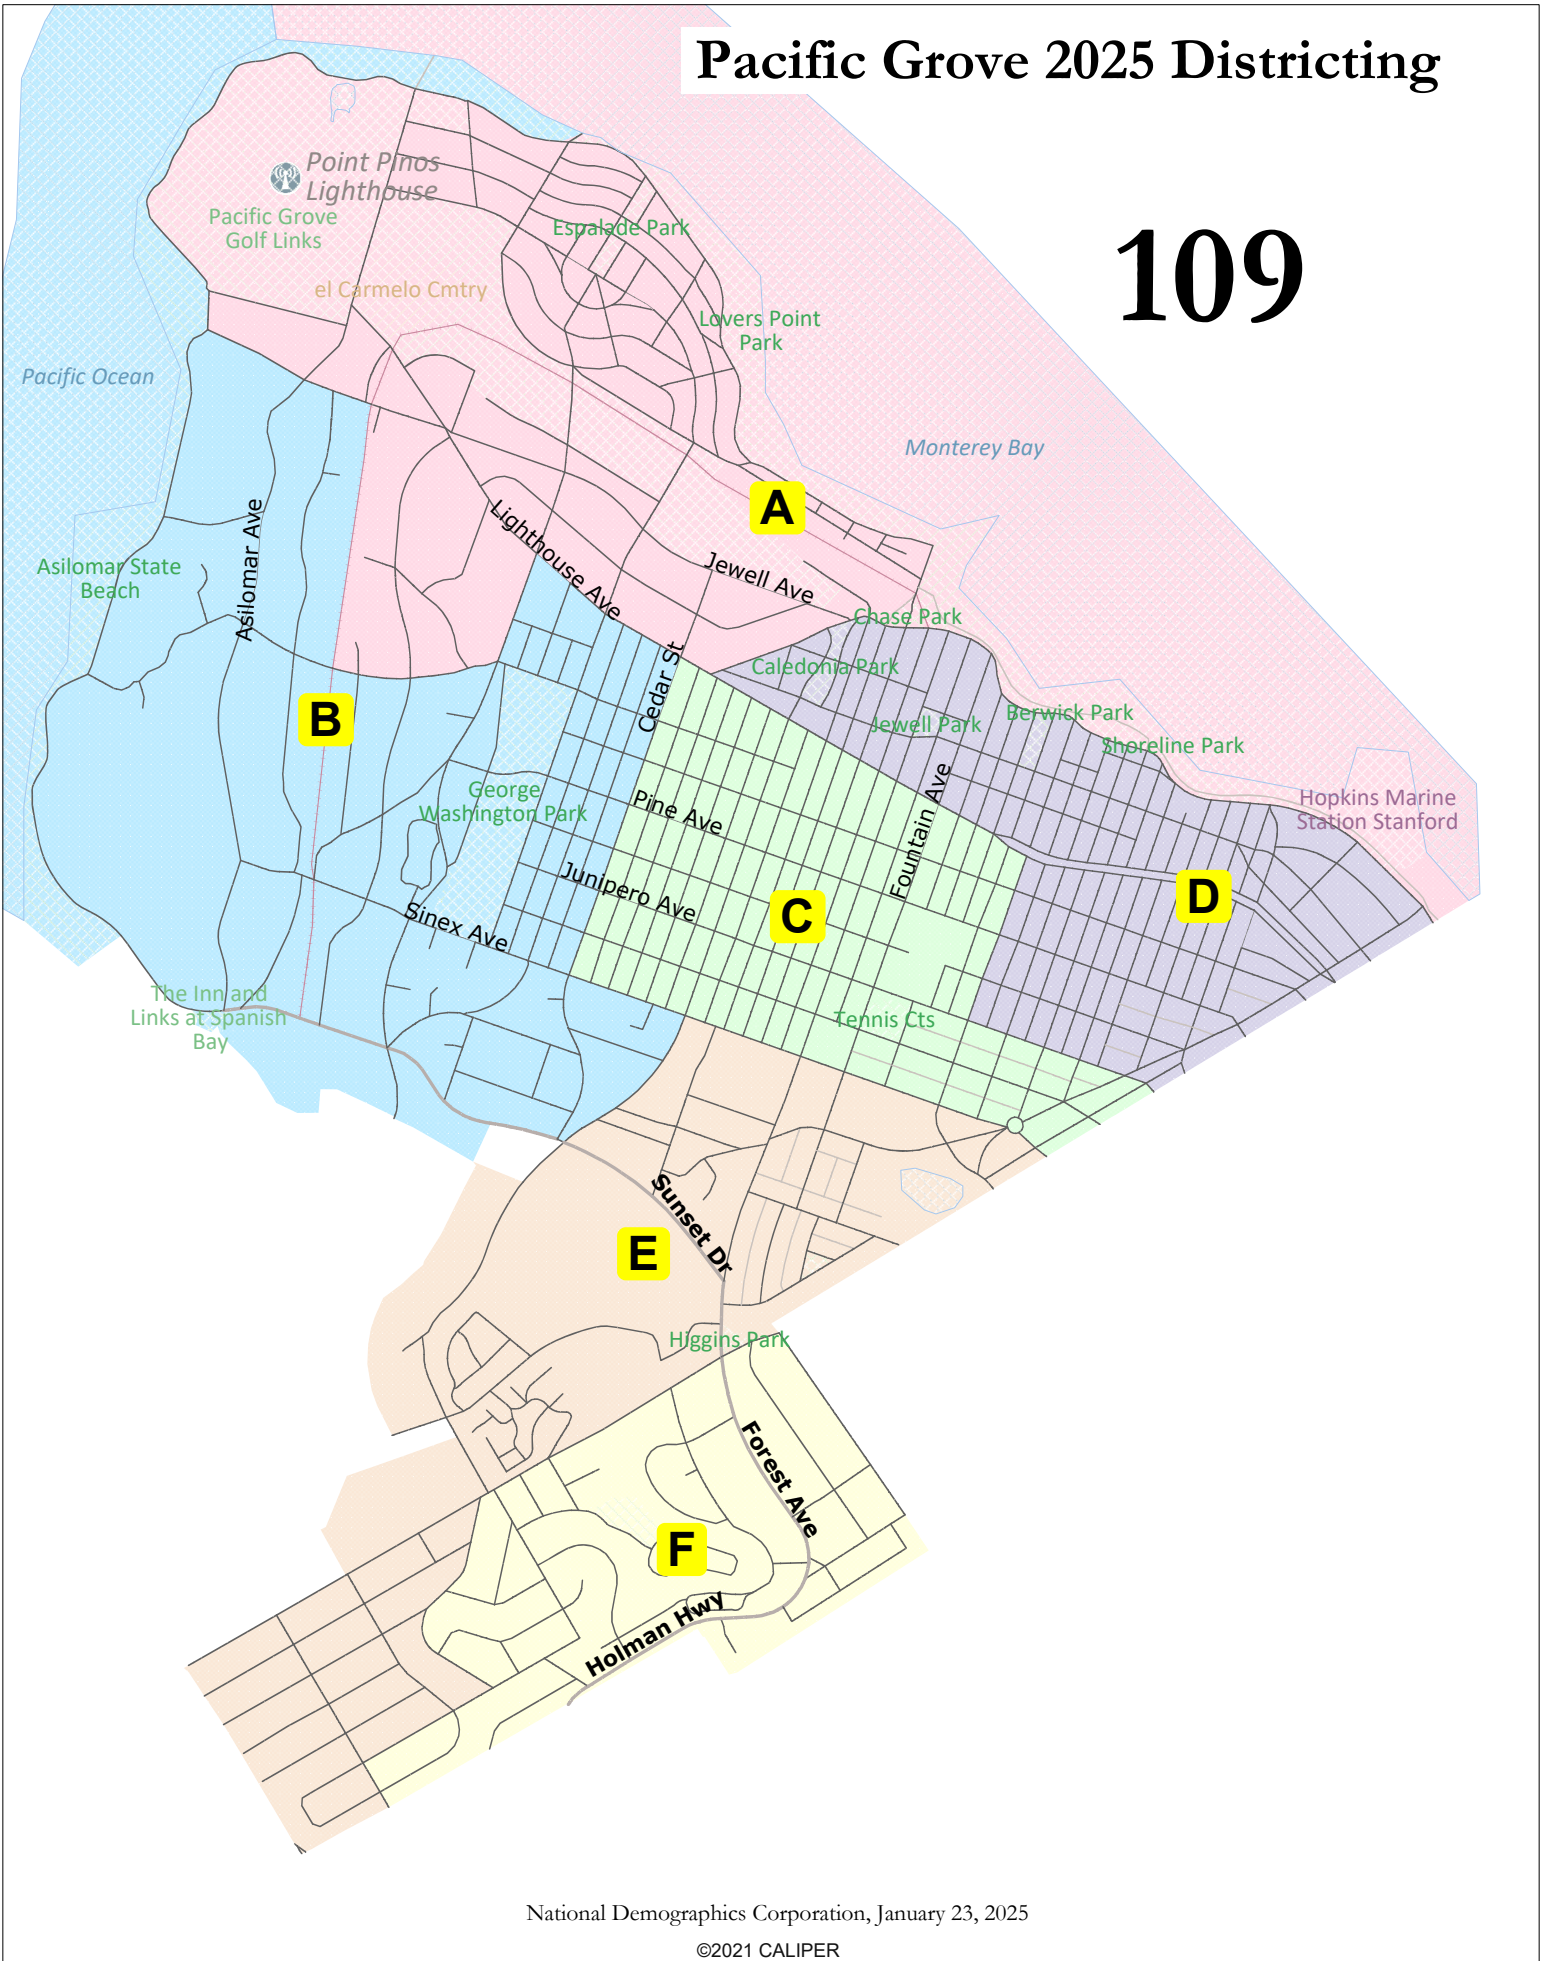 Pacific Grove 2025 Districting
109
Point Pinos
Lighthouse
Pacific Grove
Golf Links
Espalade Park
el Carmelo Cmtry
Lovers Point
Park
Pacific Ocean
Monterey Bay
A
Lighthouse Ave
Jewell Ave
Asilomar Ave
Asilomar State
Beach
Chase Park
Caledonia Park
Cedar St
B
Jewell Park
Berwick Park
Shoreline Park
George
Washington Park
Pine Ave
Fountain Ave
Hopkins Marine
Station Stanford
Junipero Ave
C
D
Sinex Ave
The Inn and
Links at Spanish
Bay
Tennis Cts
Sunset Dr
E
Higgins Park
Forest Ave
F
Holman Hwy
National Demographics Corporation, January 23, 2025
©2021 CALIPER